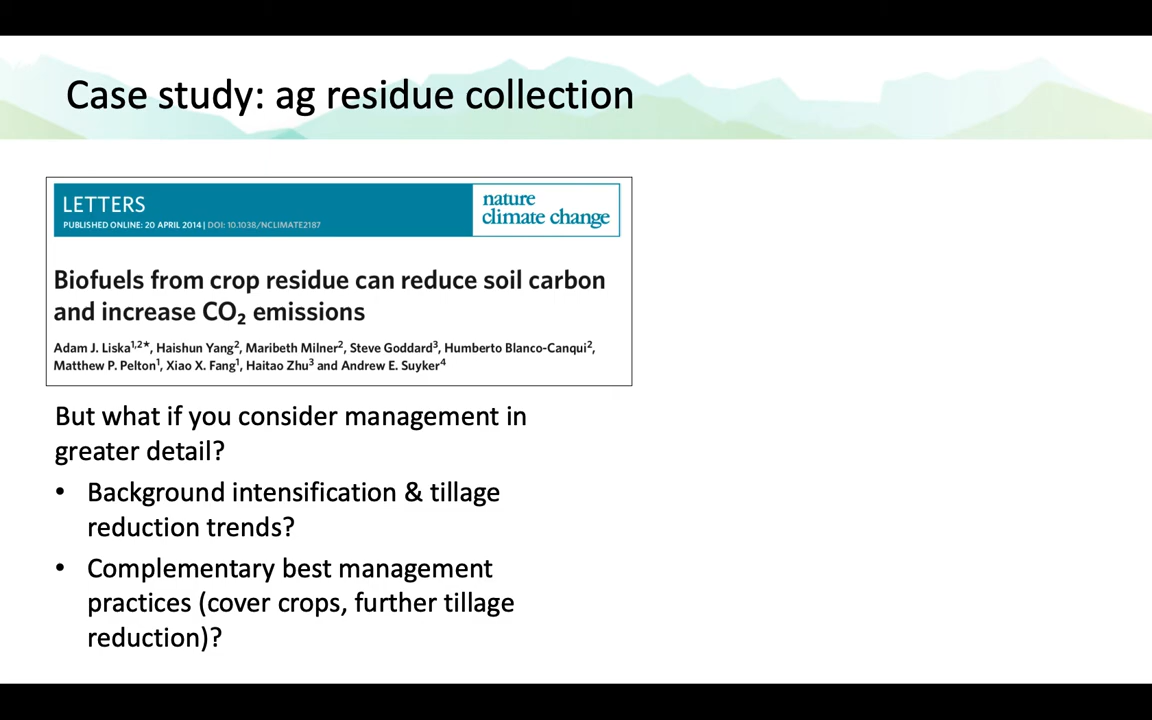 Case study: ag residue collection
LETTERS
PUBLISHED ONLINE: 20 APRIL 2014 | DOI: 10.1038/NCLIMATE2187
nature
climate change
Biofuels from crop residue can reduce soil carbon
and increase CO₂ emissions
Adam J. Liska¹,²*, Haishun Yang², Maribeth Milner², Steve Goddard³, Humberto Blanco-Canqui²,
Matthew P. Pelton¹, Xiao X. Fang¹, Haitao Zhu³ and Andrew E. Suyker⁴
But what if you consider management in
greater detail?
• Background intensification & tillage
reduction trends?
• Complementary best management
practices (cover crops, further tillage
reduction)?